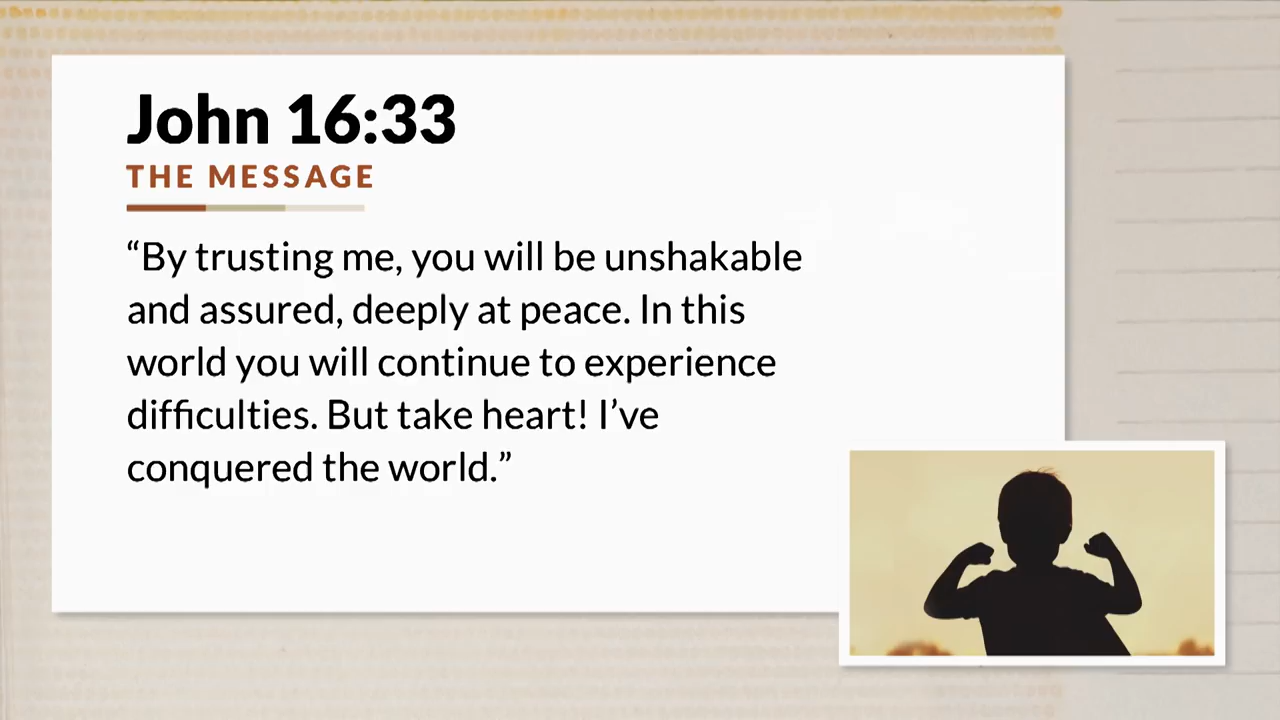 John 16:33
THE MESSAGE
“By trusting me, you will be unshakable
and assured, deeply at peace. In this
world you will continue to experience
difficulties. But take heart! I’ve
conquered the world.”